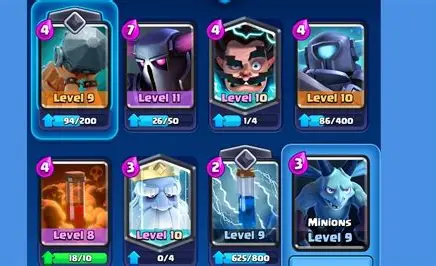 4
7
4
4
Level 9
Level 11
Level 10
Level 10
94/200
26/50
1/4
86/400
4
3
2
3
Level 8
Level 10
Level 9
Minions
Level 9
18/10
0/4
625/800